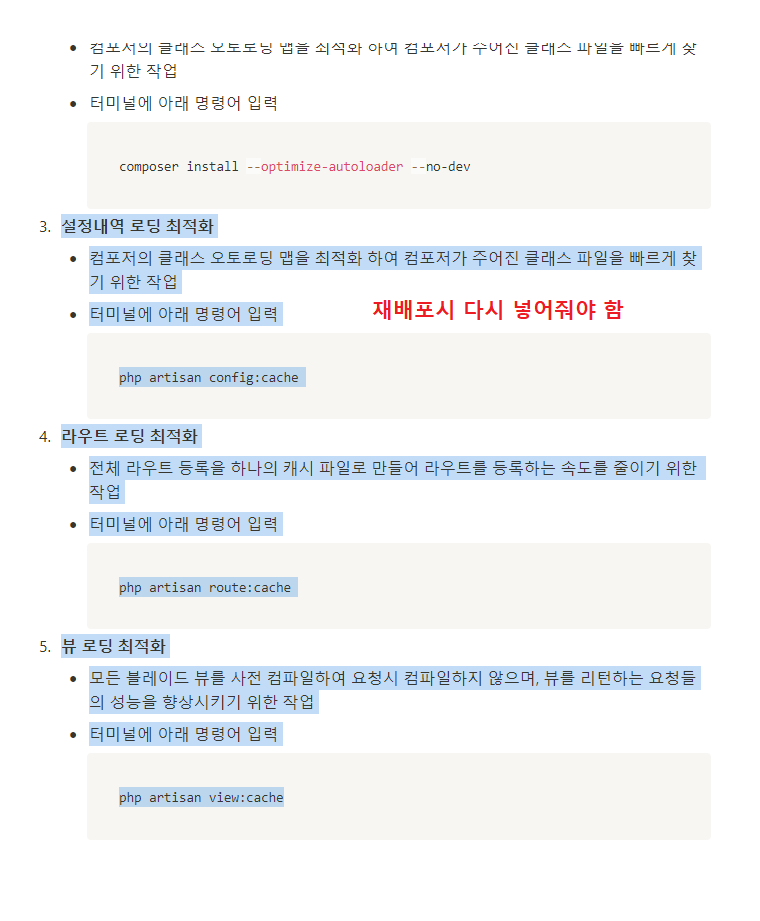 컴포저의 클래스 오토로딩 맵을 최적화 하여 컴포저가 주어진 클래스 파일을 빠르게 찾
기 위한 작업
터미널에 아래 명령어 입력
composer install --optimize-autoloader --no-dev
3. 설정내역 로딩 최적화
컴포저의 클래스 오토로딩 맵을 최적화 하여 컴포저가 주어진 클래스 파일을 빠르게 찾
기 위한 작업
터미널에 아래 명령어 입력
재배포시 다시 넣어줘야 함
php artisan config:cache
4. 라우트 로딩 최적화
전체 라우트 등록을 하나의 캐시 파일로 만들어 라우트를 등록하는 속도를 줄이기 위한
작업
터미널에 아래 명령어 입력
php artisan route:cache
5. 뷰 로딩 최적화
모든 블레이드 뷰를 사전 컴파일하여 요청시 컴파일하지 않으며, 뷰를 리턴하는 요청들
의 성능을 향상시키기 위한 작업
터미널에 아래 명령어 입력
php artisan view:cache